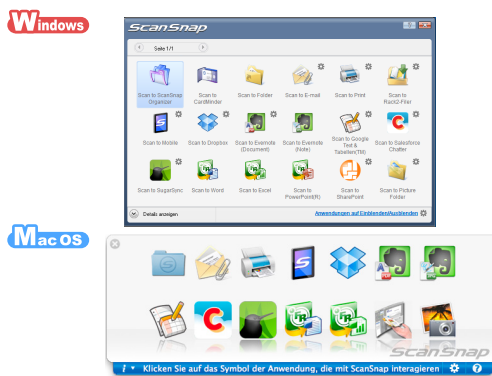 Windows
ScanSnap
Seite 1/1
Scan to ScanSnap Organizer
Scan to CardMinder
Scan to Folder
Scan to E-mail
Scan to Print
Scan to Rack2-Filer
Scan to Mobile
Scan to Dropbox
Scan to Evernote (Document)
Scan to Evernote (Note)
Scan to Google Text & Tabellen(TM)
Scan to Salesforce Chatter
Scan to SugarSync
Scan to Word
Scan to Excel
Scan to PowerPoint(R)
Scan to SharePoint
Scan to Picture Folder
Details anzeigen
Anwendungen auf Einblenden/Ausblenden
Mac OS
ScanSnap
Klicken Sie auf das Symbol der Anwendung, die mit ScanSnap interagieren